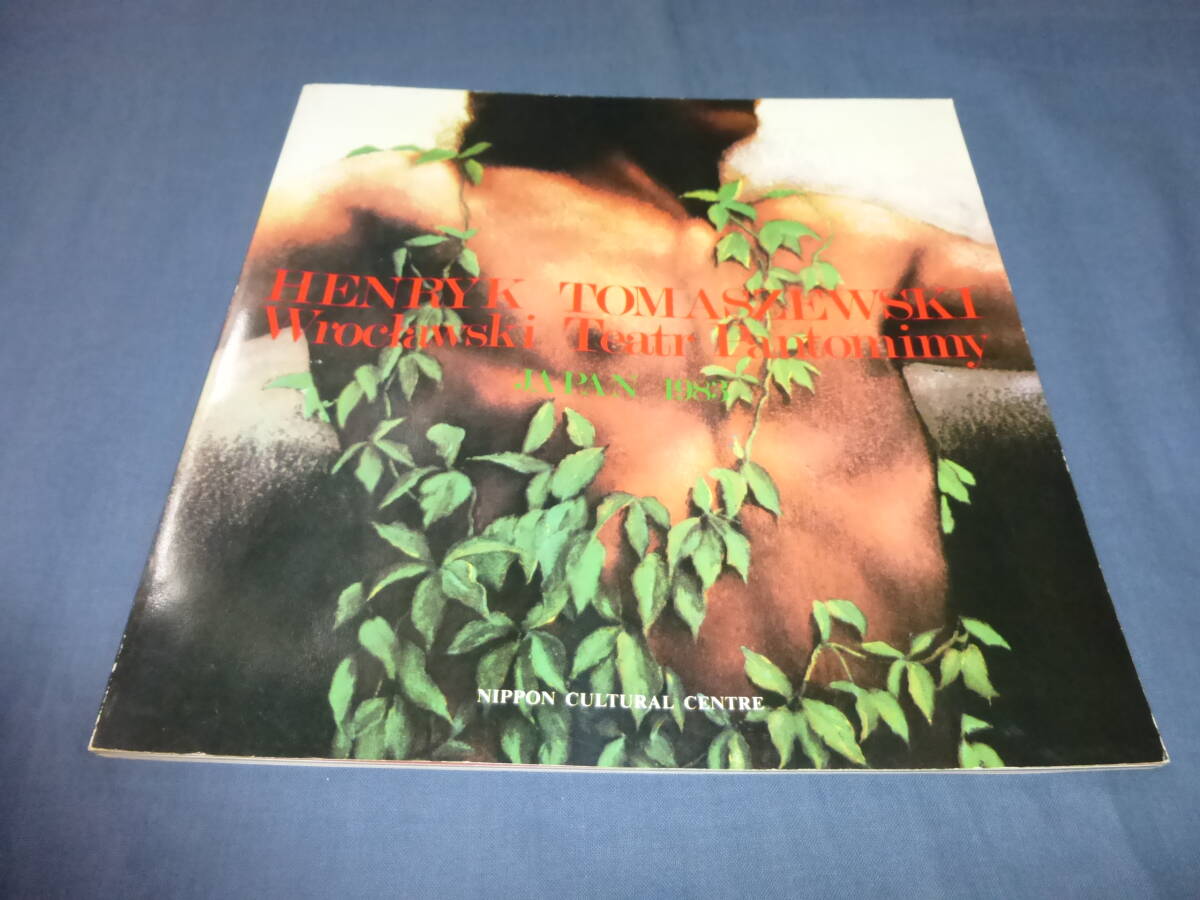 HENRYK TOMASZEWSKI
Wrocławski Teatr Pantomimy
JAPAN 1983
NIPPON CULTURAL CENTRE